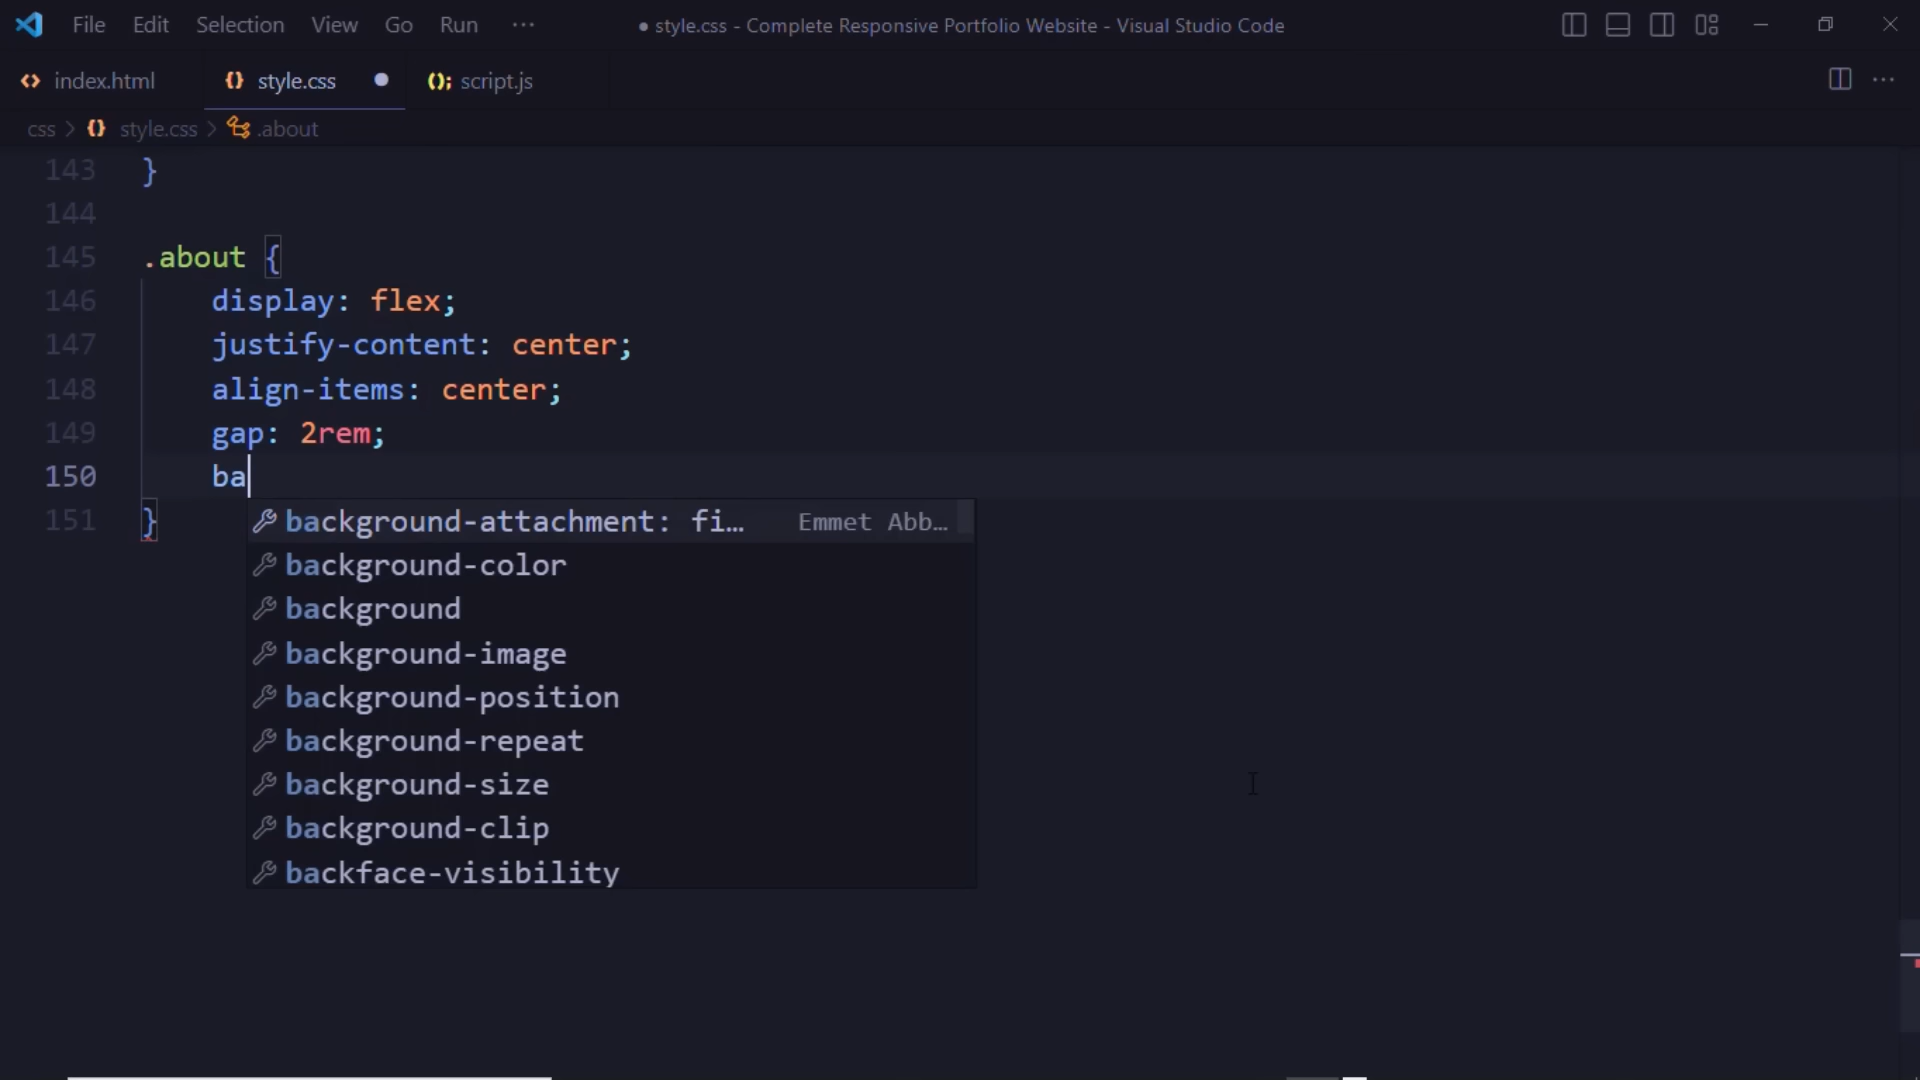 File Edit Selection View Go Run ··· ● style.css - Complete Responsive Portfolio Website - Visual Studio Code
index.html style.css ● script.js ···
css > style.css > .about
143 }
144
145 .about {
146 display: flex;
147 justify-content: center;
148 align-items: center;
149 gap: 2rem;
150 ba
151 }
background-attachment: fi… Emmet Abb…
background-color
background
background-image
background-position
background-repeat
background-size
background-clip
backface-visibility